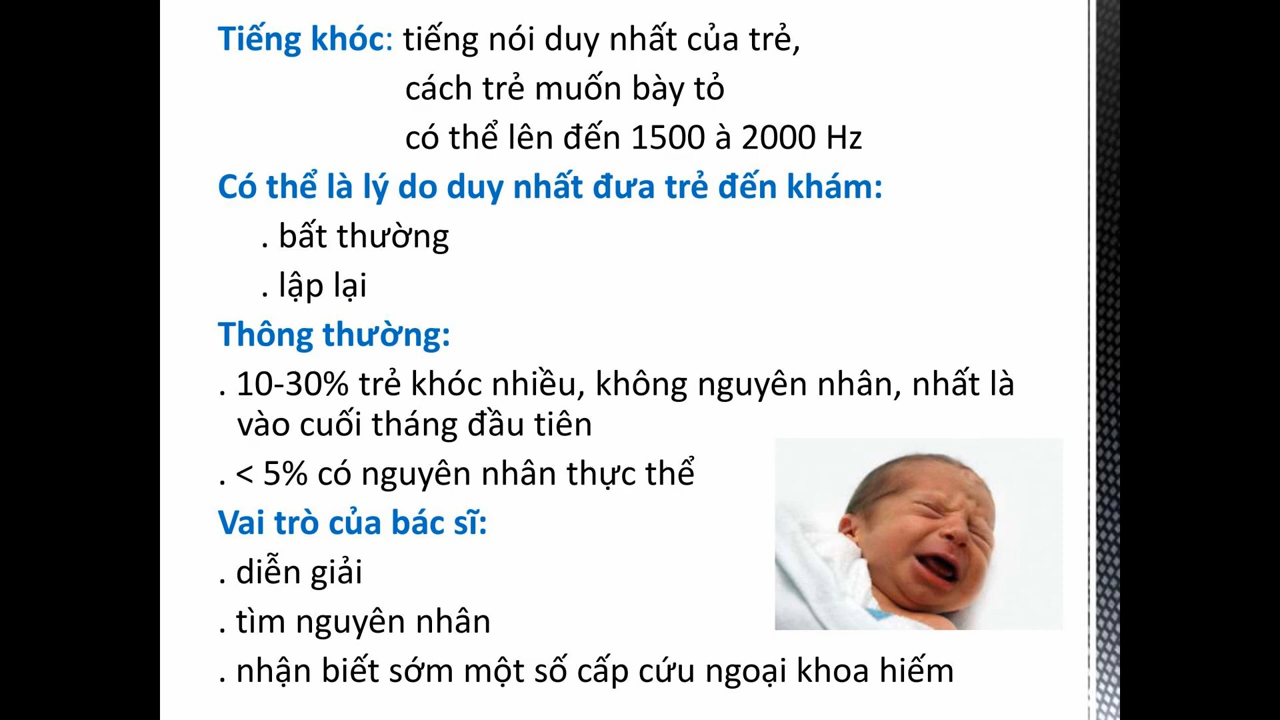 Tiếng khóc: tiếng nói duy nhất của trẻ,
cách trẻ muốn bày tỏ
có thể lên đến 1500 à 2000 Hz
Có thể là lý do duy nhất đưa trẻ đến khám:
. bất thường
. lập lại
Thông thường:
. 10-30% trẻ khóc nhiều, không nguyên nhân, nhất là
vào cuối tháng đầu tiên
. < 5% có nguyên nhân thực thể
Vai trò của bác sĩ:
. diễn giải
. tìm nguyên nhân
. nhận biết sớm một số cấp cứu ngoại khoa hiếm